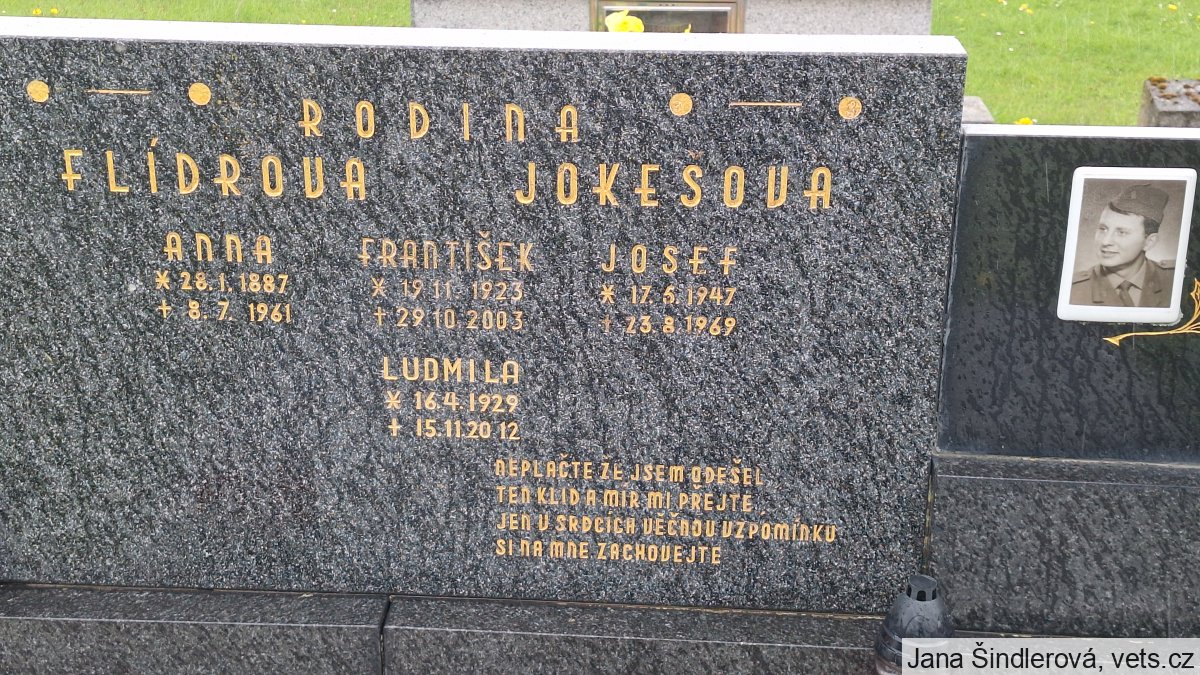 RODINA
FLÍDROVA JOKEŠOVA
ANNA
* 28.1.1887
+ 8.7.1961
FRANTIŠEK
* 19.11.1923
+ 29.10.2003
JOSEF
* 17.6.1947
+ 23.8.1969
LUDMILA
* 16.4.1929
+ 15.11.2012
NEPLAČTE ŽE JSEM ODEŠEL
TEN KLID A MÍR MI PŘEJTE
JEN V SRDCÍCH VĚČNOU VZPOMÍNKU
SI NA MNE ZACHOVEJTE
Jana Šindlerová, vets.cz